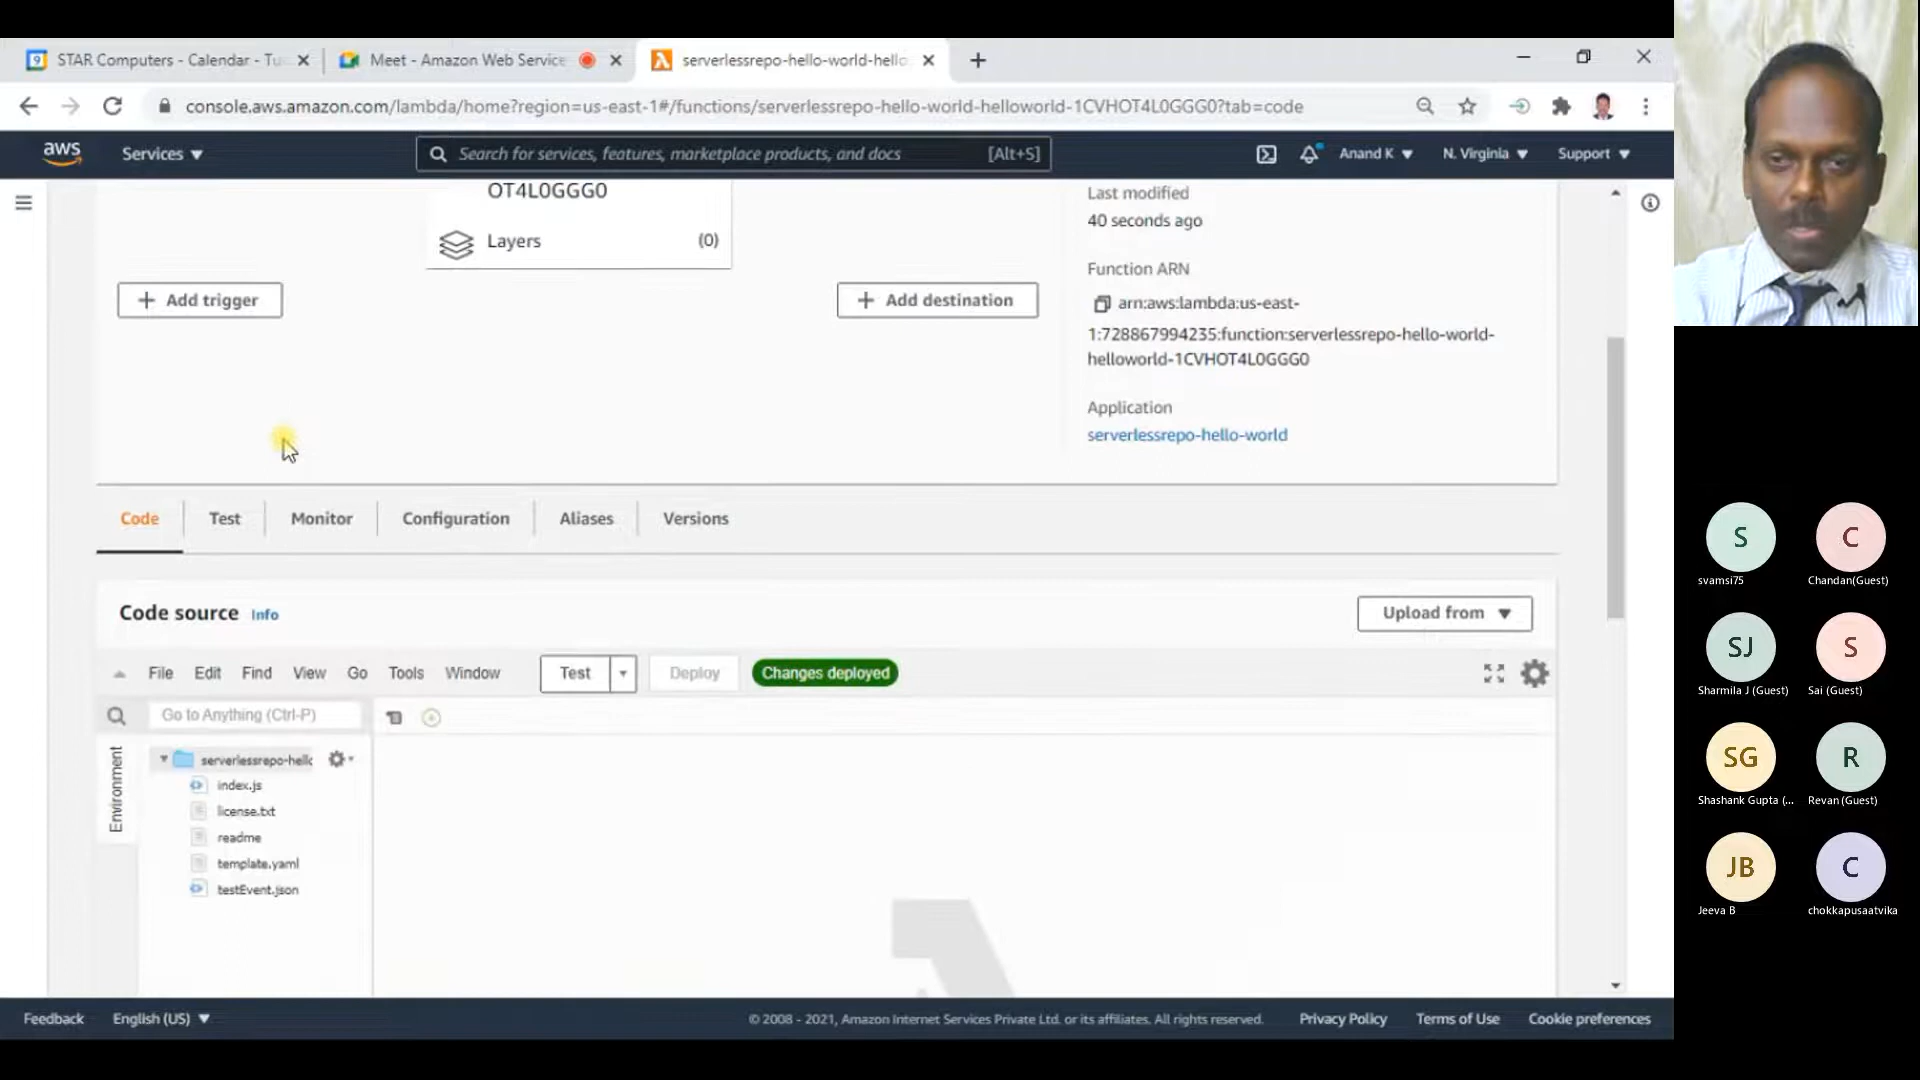 STAR Computers - Calendar - Tu
Meet - Amazon Web Service
serverlessrepo-hello-world-hello
console.aws.amazon.com/lambda/home?region=us-east-1#/functions/serverlessrepo-hello-world-helloworld-1CVHOT4L0GGG0?tab=code
aws
Services
Search for services, features, marketplace products, and docs
[Alt+S]
Anand K
N. Virginia
Support
OT4L0GGG0
Layers
(0)
Add trigger
Add destination
Last modified
40 seconds ago
Function ARN
arn:aws:lambda:us-east-
1:728867994235:function:serverlessrepo-hello-world-
helloworld-1CVHOT4L0GGG0
Application
serverlessrepo-hello-world
Code
Test
Monitor
Configuration
Aliases
Versions
Code source
Info
Upload from
File
Edit
Find
View
Go
Tools
Window
Test
Deploy
Changes deployed
Go to Anything (Ctrl-P)
Environment
serverlessrepo-hello
index.js
license.txt
readme
template.yaml
testEvent.json
Feedback
English (US)
© 2008 - 2021, Amazon Internet Services Private Ltd. or its affiliates. All rights reserved.
Privacy Policy
Terms of Use
Cookie preferences
S
svamsi75
C
Chandan(Guest)
SJ
Sharmila J (Guest)
S
Sai (Guest)
SG
Shashank Gupta (...
R
Revan (Guest)
JB
Jeeva B
C
chokkapusaatvika